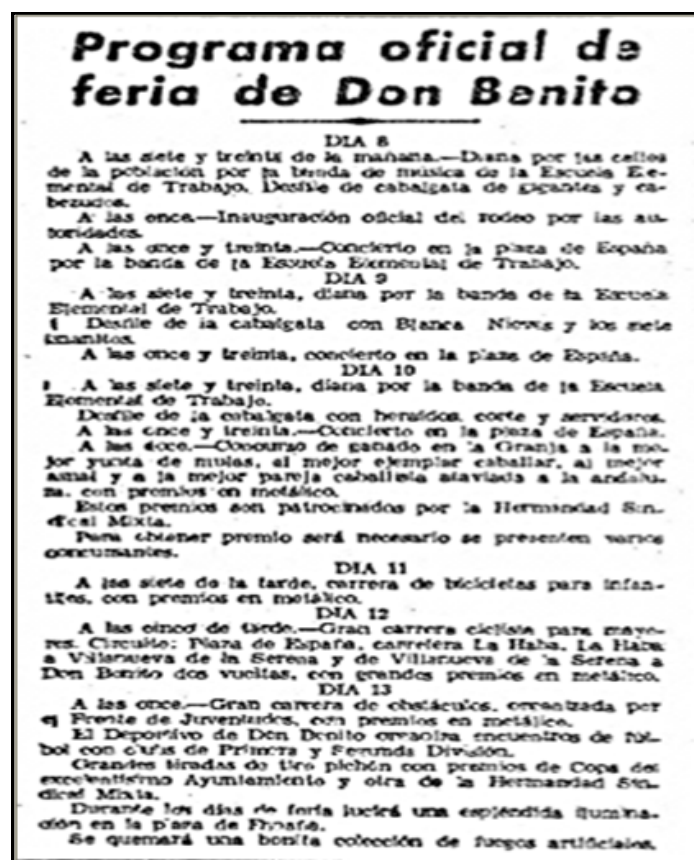 Programa oficial de
feria de Don Benito
DIA 8
A las siete y treinta de la mañana.—Diana por las calles
de la población por la banda de música de la Escuela Ele-
mental de Trabajo. Desfile de cabalgata de gigantes y ca-
bezudos.
A las once.—Inauguración oficial del rodeo por las au-
toridades.
A las once y treinta.—Concierto en la plaza de España
por la banda de la Escuela Elemental de Trabajo.
DIA 9
A las siete y treinta, diana por la banda de la Escuela
Elemental de Trabajo.
Desfile de la cabalgata con Blanca Nieves y los siete
enanitos.
A las once y treinta, concierto en la plaza de España.
DIA 10
A las siete y treinta, diana por la banda de la Escuela
Elemental de Trabajo.
Desfile de la cabalgata con heraldos, corte y servidores.
A las once y treinta.—Concierto en la plaza de España.
A las doce.—Concurso de ganado en la Granja a la me-
jor yunta de mulas, al mejor ejemplar caballar, al mejor
asnal y a la mejor pareja caballista ataviada a la andalu-
za, con premios en metálico.
Estos premios son patrocinados por la Hermandad Sin-
dical Mixta.
Para obtener premio será necesario se presenten varios
concursantes.
DIA 11
A las siete de la tarde, carrera de bicicletas para infan-
tiles, con premios en metálico.
DIA 12
A las cinco de tarde.—Gran carrera ciclista para mayo-
res. Circuito: Plaza de España, carretera La Haba, La Haba
a Villanueva de la Serena y de Villanueva de la Serena a
Don Benito dos vueltas, con grandes premios en metálico.
DIA 13
A las once.—Gran carrera de obstáculos, organizada por
el Frente de Juventudes, con premios en metálico.
El Deportivo de Don Benito organiza encuentros de fút-
bol con clubs de Primera y Segunda División.
Grandes tiradas de tiro pichón con premios de Copa del
excelentísimo Ayuntamiento y otra de la Hermandad Sin-
dical Mixta.
Durante los días de feria lucirá una espléndida ilumina-
ción en la plaza de España.
Se quemará una bonita colección de fuegos artificiales.